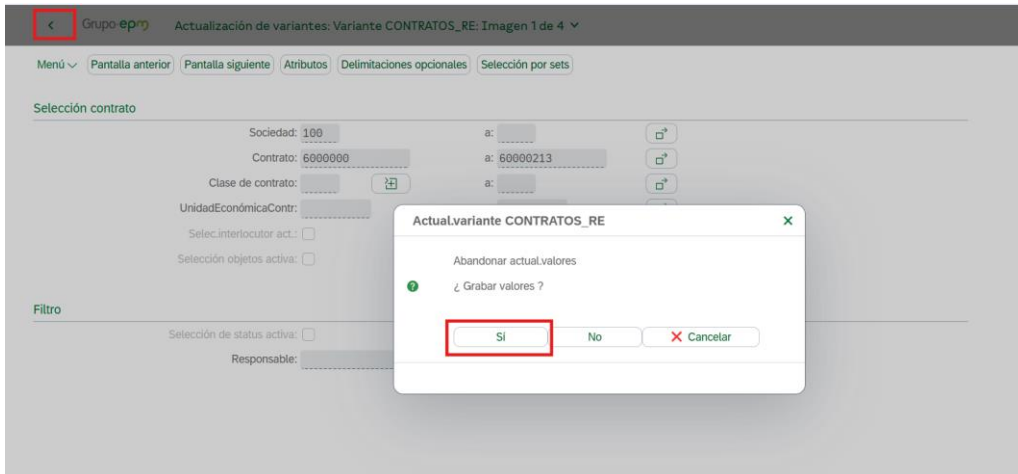 Grupo epm Actualización de variantes: Variante CONTRATOS_RE: Imagen 1 de 4
Menú Pantalla anterior Pantalla siguiente Atributos Delimitaciones opcionales Selección por sets
Selección contrato
Sociedad: 100 a:
Contrato: 6000000 a: 60000213
Clase de contrato: a:
UnidadEconómicaContr:
Selec.interlocutor act.:
Selección objetos activa:
Filtro
Selección de status activa:
Responsable:
Actual.variante CONTRATOS_RE
Abandonar actual.valores
¿ Grabar valores ?
Sí No Cancelar